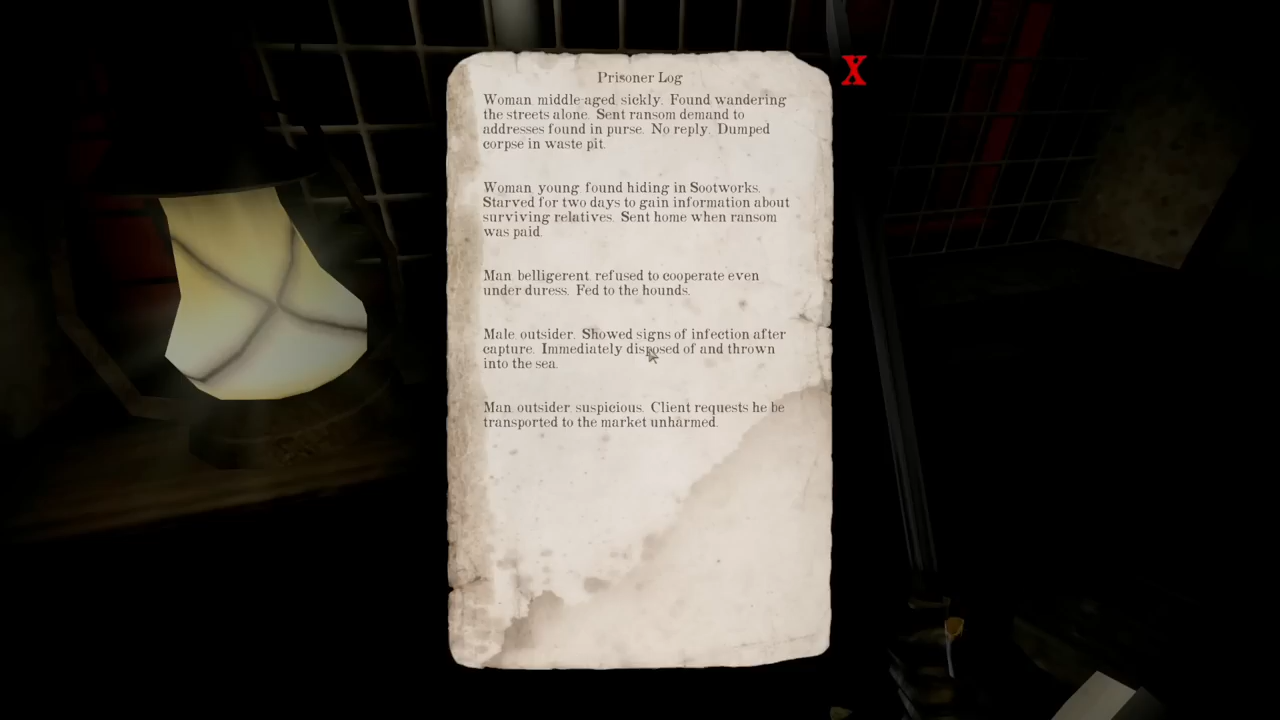 Prisoner Log
X
Woman middle aged sickly. Found wandering
the streets alone. Sent ransom demand to
addresses found in purse. No reply. Dumped
corpse in waste pit.
Woman young found hiding in Sootworks.
Starved for two days to gain information about
surviving relatives. Sent home when ransom
was paid.
Man belligerent refused to cooperate even
under duress. Fed to the hounds.
Male outsider. Showed signs of infection after
capture. Immediately disposed of and thrown
into the sea.
Man outsider suspicious. Client requests he be
transported to the market unharmed.